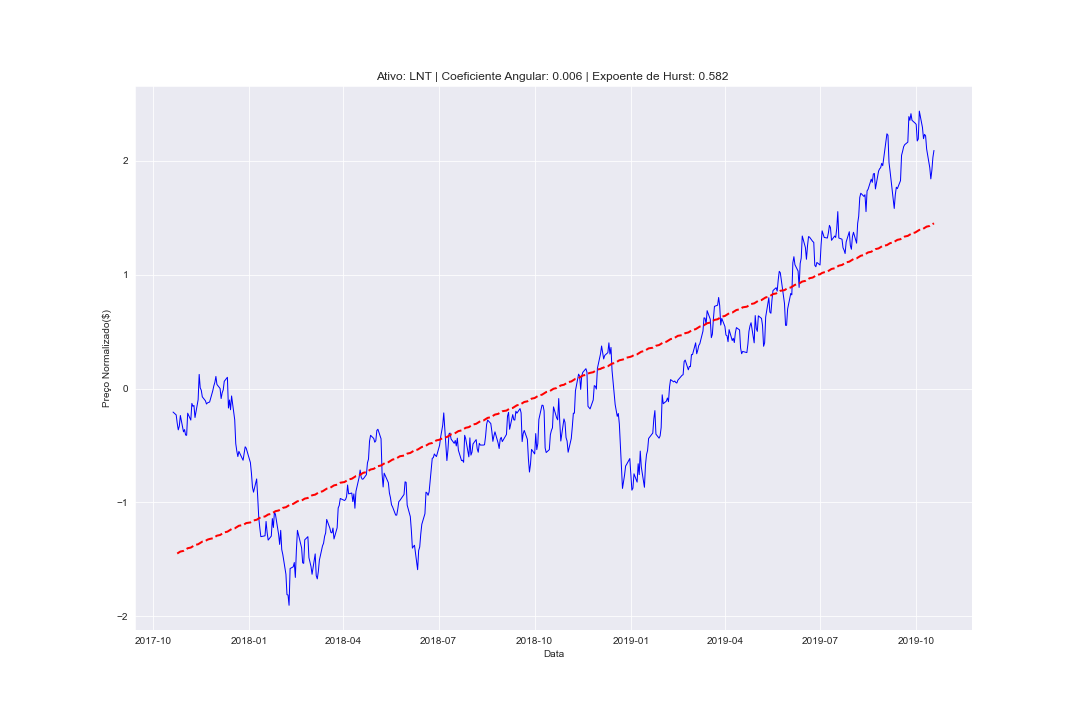 Ativo: LNT | Coeficiente Angular: 0.006 | Expoente de Hurst: 0.582
Preço Normalizado($)
2
1
0
−1
−2
2017-10 2018-01 2018-04 2018-07 2018-10 2019-01 2019-04 2019-07 2019-10
Data